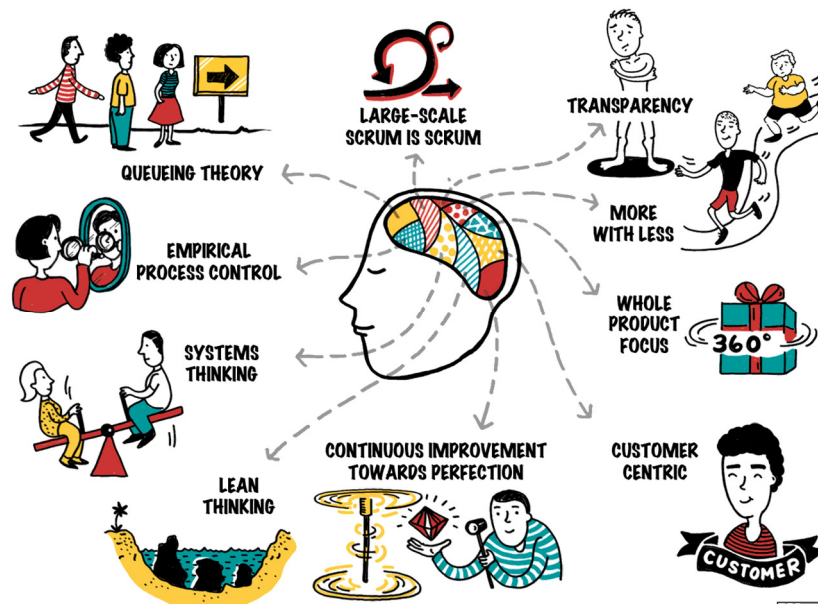 LARGE-SCALE
SCRUM IS SCRUM
TRANSPARENCY
QUEUEING THEORY
MORE
WITH LESS
EMPIRICAL
PROCESS CONTROL
WHOLE
PRODUCT
FOCUS
360°
SYSTEMS
THINKING
CONTINUOUS IMPROVEMENT
TOWARDS PERFECTION
CUSTOMER
CENTRIC
LEAN
THINKING
CUSTOMER